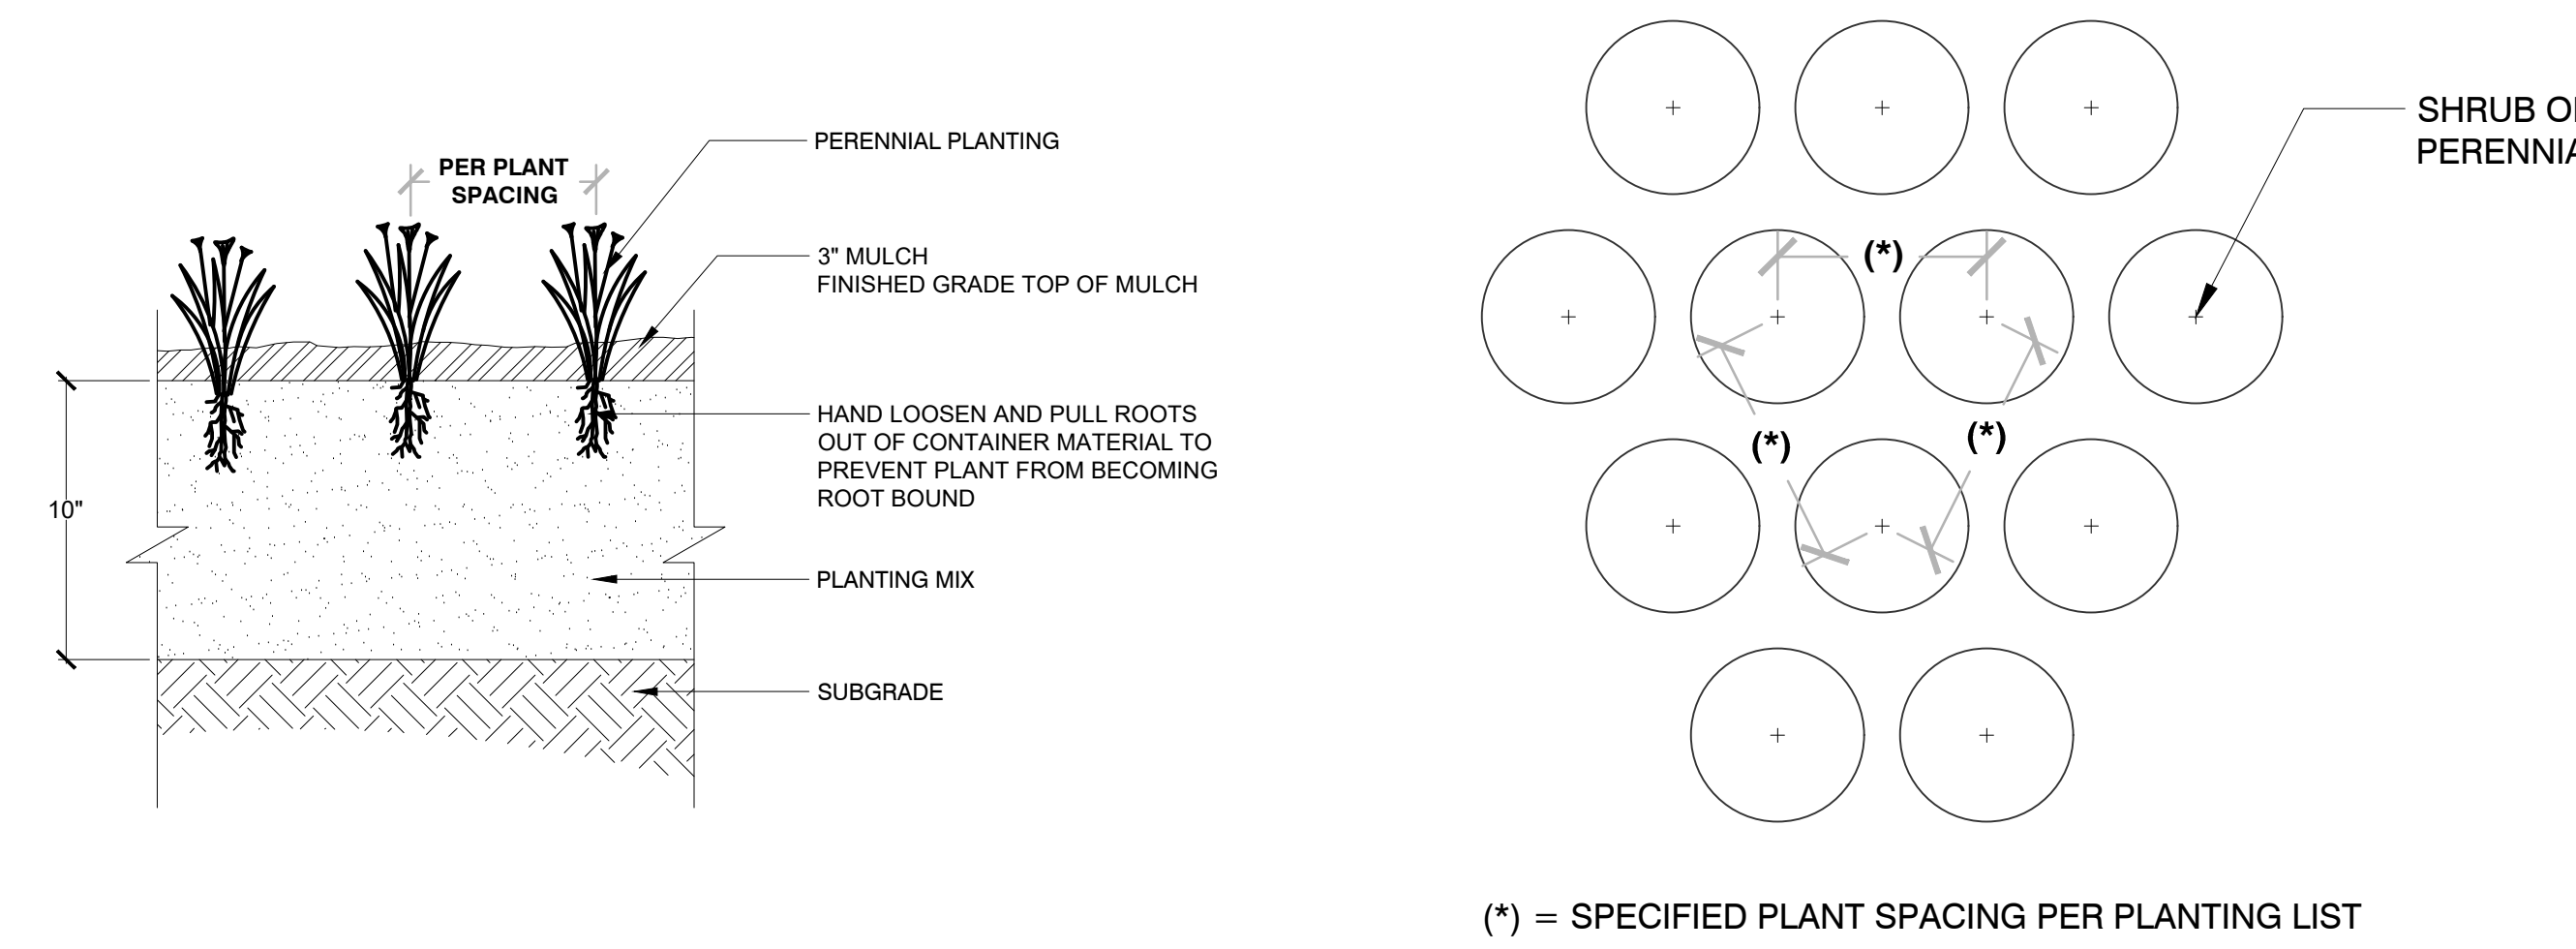 PER PLANT
SPACING
PERENNIAL PLANTING
3" MULCH
FINISHED GRADE TOP OF MULCH
HAND LOOSEN AND PULL ROOTS
OUT OF CONTAINER MATERIAL TO
PREVENT PLANT FROM BECOMING
ROOT BOUND
10"
PLANTING MIX
SUBGRADE
SHRUB
(*)
(*)
(*)
(*) = SPECIFIED PLANT SPACING PER PLANTING LIST